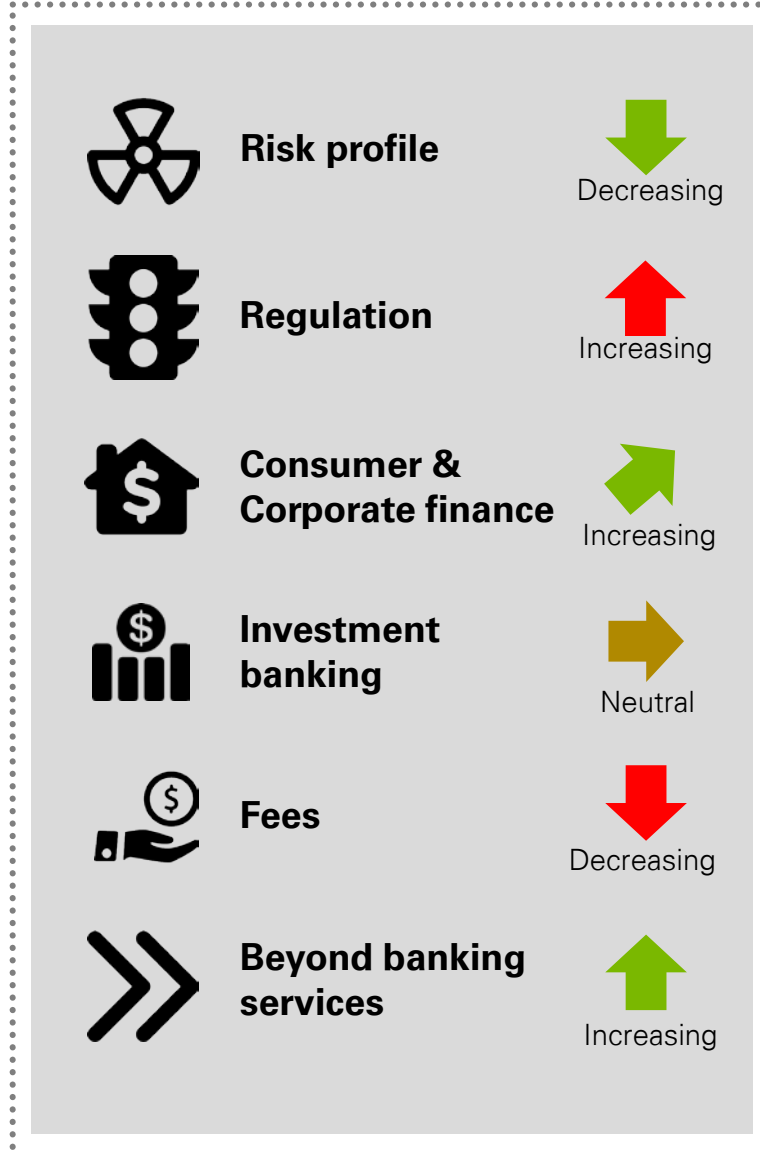 Risk profile
Decreasing
Regulation
Increasing
Consumer &
Corporate finance
Increasing
Investment
banking
Neutral
Fees
Decreasing
Beyond banking
services
Increasing